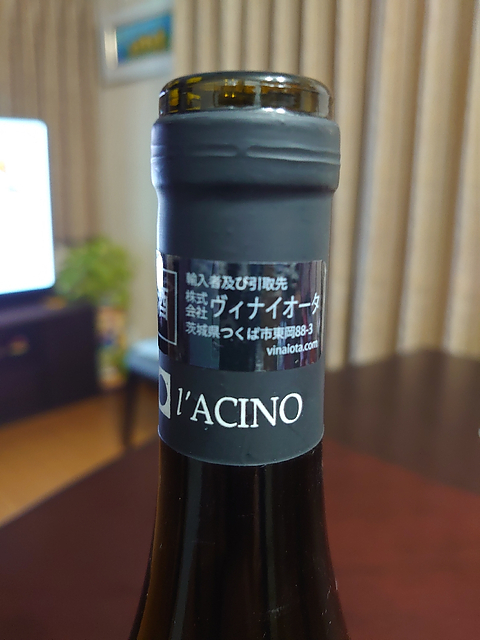 輸入者及び引取先
株式会社 ヴィナイオータ
茨城県つくば市東岡88-3
vinaiota.com
l'ACINO